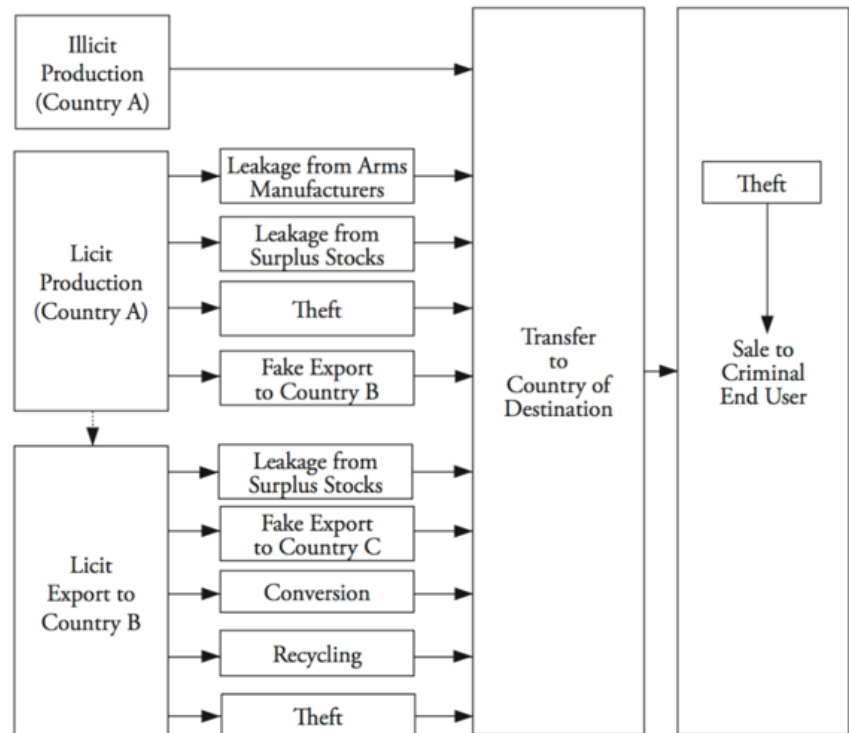 Illicit
Production
(Country A)
Licit
Production
(Country A)
Leakage from Arms
Manufacturers
Leakage from
Surplus Stocks
Theft
Fake Export
to Country B
Licit
Export to
Country B
Leakage from
Surplus Stocks
Fake Export
to Country C
Conversion
Recycling
Theft
Transfer
to
Country of
Destination
Theft
Sale to
Criminal
End User